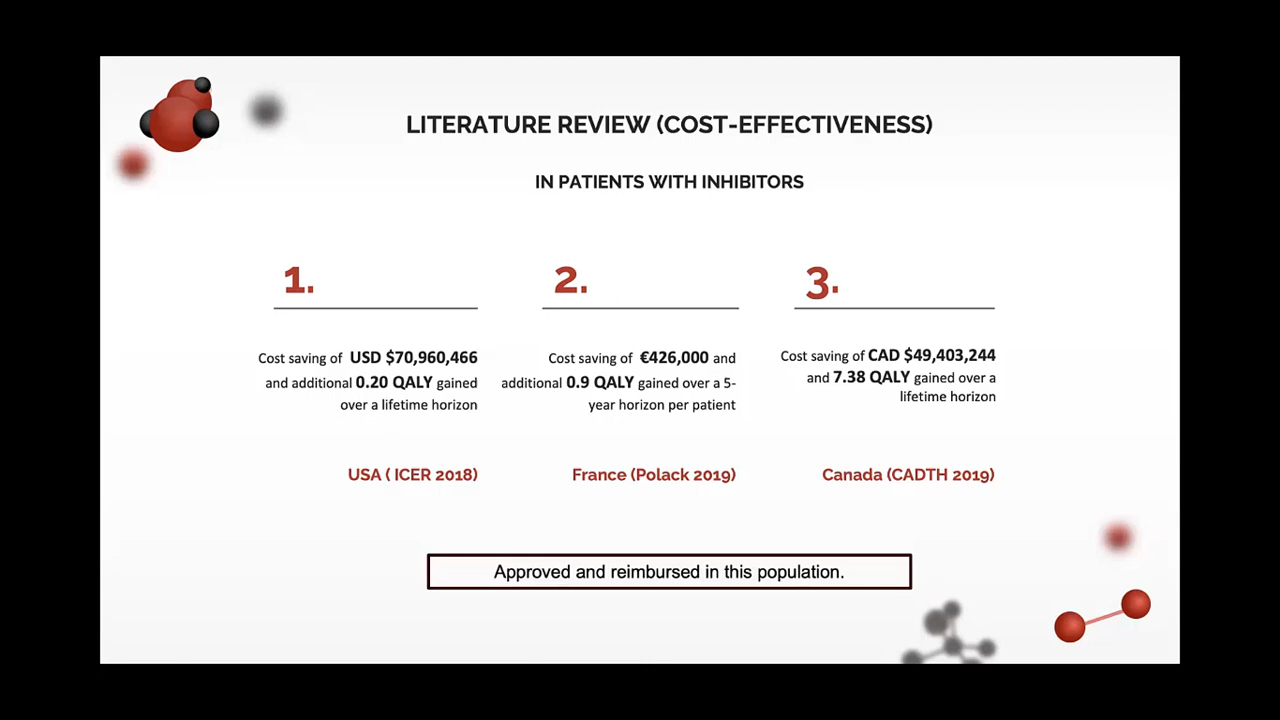 LITERATURE REVIEW (COST-EFFECTIVENESS)
IN PATIENTS WITH INHIBITORS
1.
Cost saving of USD $70,960,466
and additional 0.20 QALY gained
over a lifetime horizon
USA ( ICER 2018)
2.
Cost saving of €426,000 and
additional 0.9 QALY gained over a 5-
year horizon per patient
France (Polack 2019)
3.
Cost saving of CAD $49,403,244
and 7.38 QALY gained over a
lifetime horizon
Canada (CADTH 2019)
Approved and reimbursed in this population.